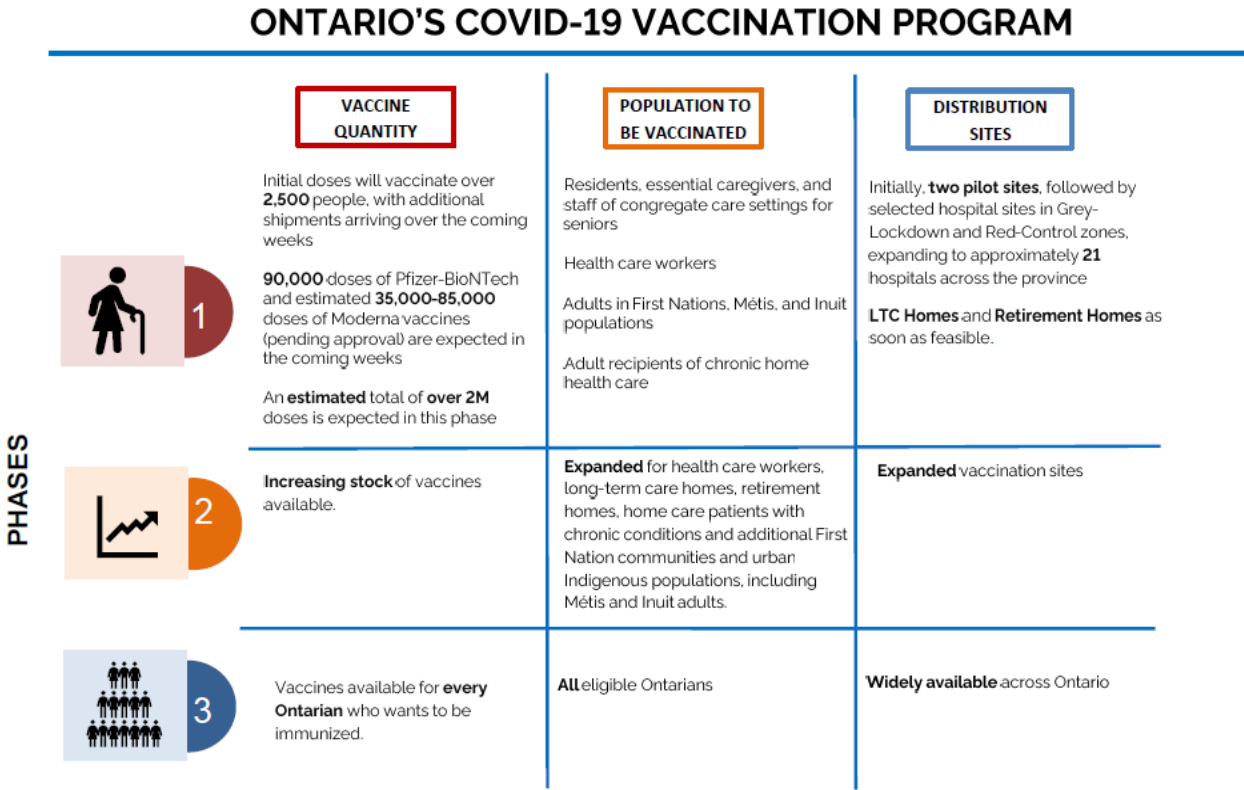 ONTARIO'S COVID-19 VACCINATION PROGRAM
VACCINE
QUANTITY
POPULATION TO
BE VACCINATED
DISTRIBUTION
SITES
PHASES
1
Initial doses will vaccinate over
2,500 people, with additional
shipments arriving over the coming
weeks
90,000 doses of Pfizer-BioNTech
and estimated 35,000-85,000
doses of Moderna vaccines
(pending approval) are expected in
the coming weeks
An estimated total of over 2M
doses is expected in this phase
Residents, essential caregivers, and
staff of congregate care settings for
seniors
Health care workers
Adults in First Nations, Métis, and Inuit
populations
Adult recipients of chronic home
health care
Initially, two pilot sites, followed by
selected hospital sites in Grey-
Lockdown and Red-Control zones,
expanding to approximately 21
hospitals across the province
LTC Homes and Retirement Homes as
soon as feasible.
2
Increasing stock of vaccines
available.
Expanded for health care workers,
long-term care homes, retirement
homes, home care patients with
chronic conditions and additional First
Nation communities and urban
Indigenous populations, including
Métis and Inuit adults.
Expanded vaccination sites
3
Vaccines available for every
Ontarian who wants to be
immunized.
All eligible Ontarians
Widely available across Ontario